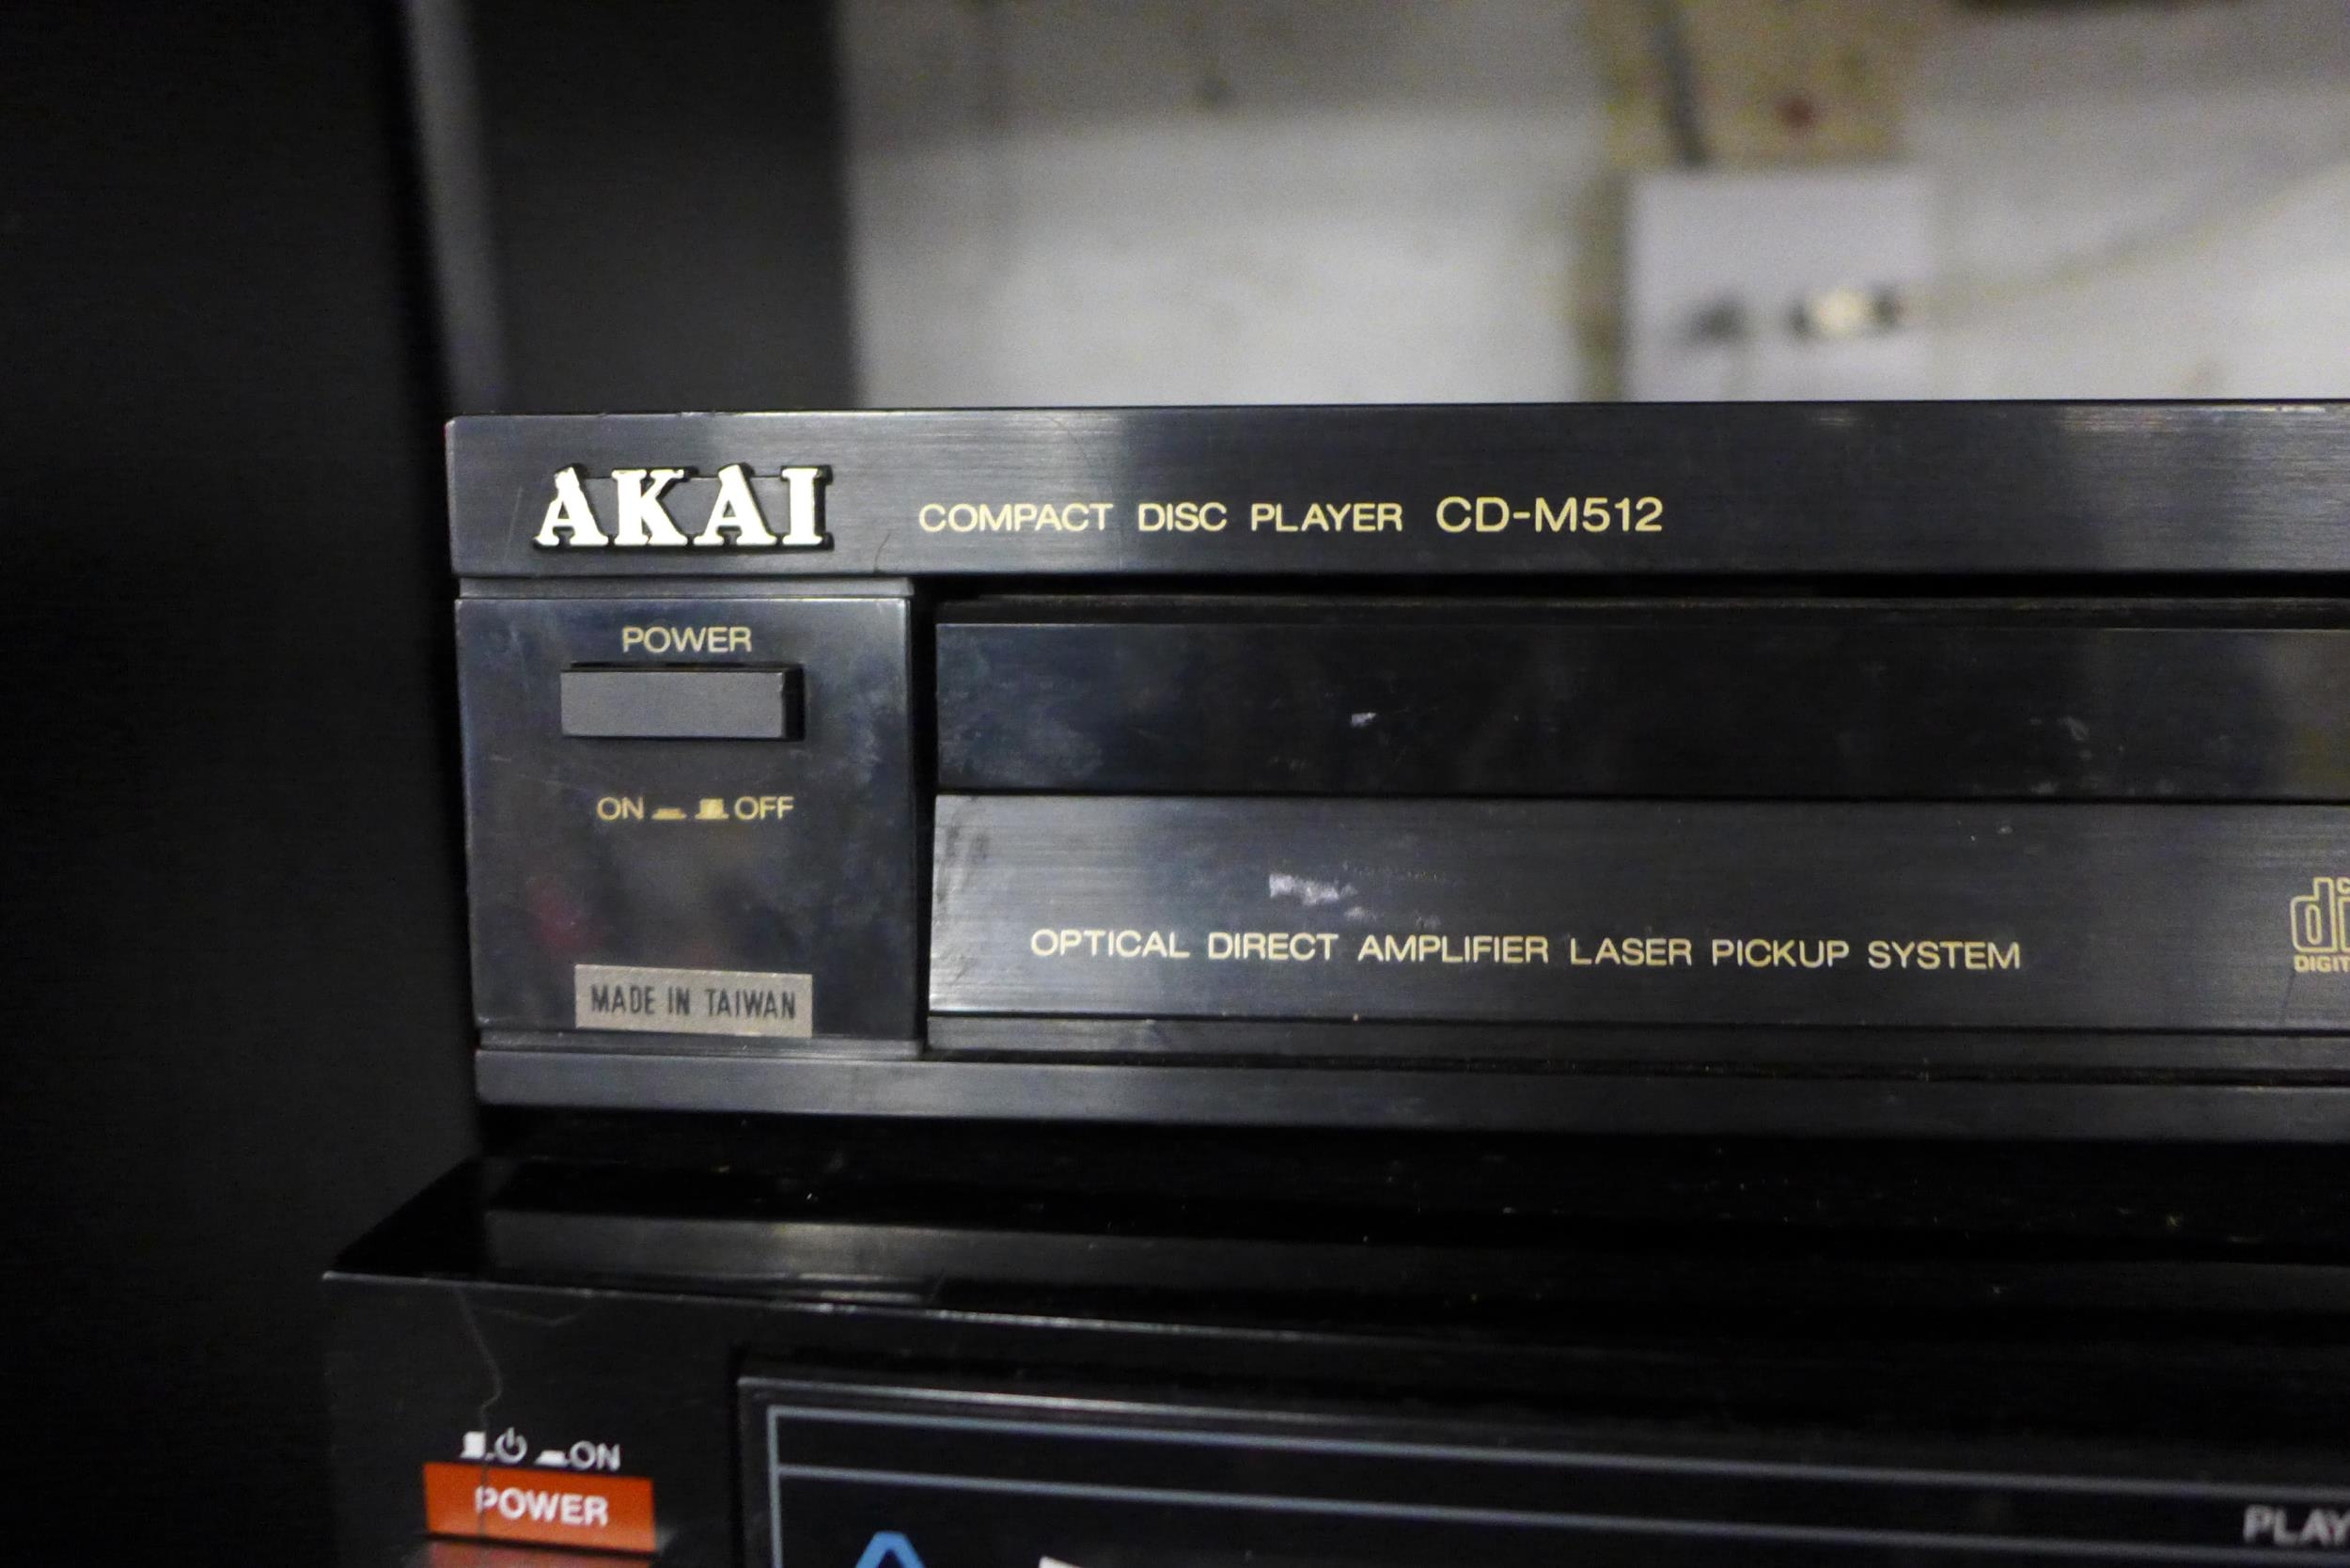 AKAI COMPACT DISC PLAYER CD-M512
POWER
ON OFF
OPTICAL DIRECT AMPLIFIER LASER PICKUP SYSTEM
MADE IN TAIWAN
ON
POWER